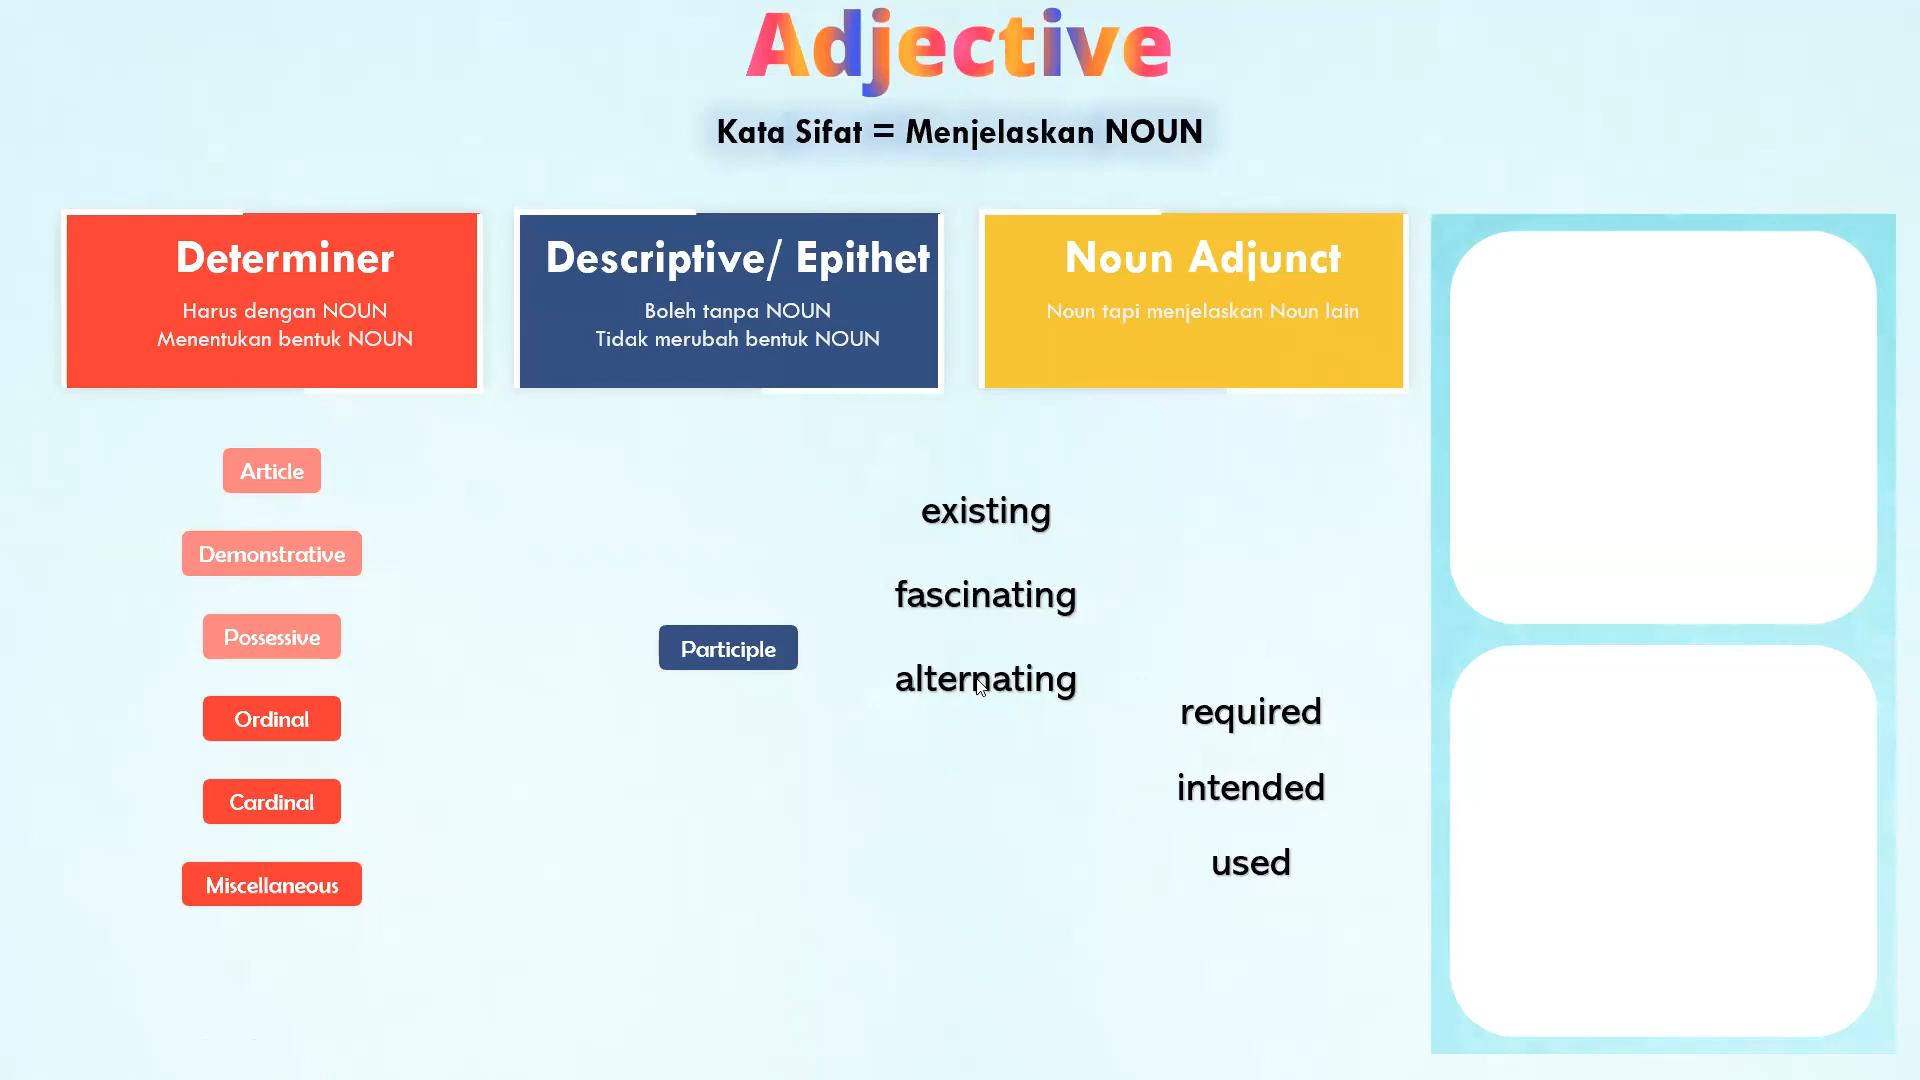 Adjective
Kata Sifat = Menjelaskan NOUN
Determiner
Harus dengan NOUN
Menentukan bentuk NOUN
Descriptive/ Epithet
Boleh tanpa NOUN
Tidak merubah bentuk NOUN
Noun Adjunct
Noun tapi menjelaskan Noun lain
Article
Demonstrative
Possessive
Ordinal
Cardinal
Miscellaneous
Participle
existing
fascinating
alternating
required
intended
used